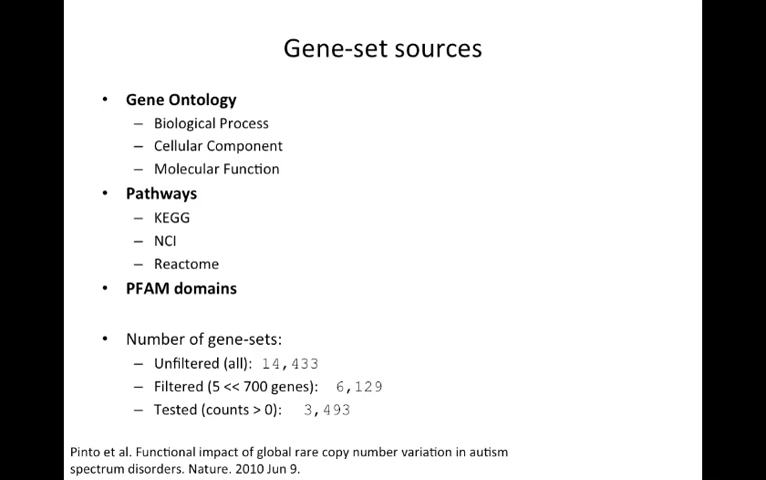 Gene-set sources
• Gene Ontology
– Biological Process
– Cellular Component
– Molecular Function
• Pathways
– KEGG
– NCI
– Reactome
• PFAM domains
• Number of gene-sets:
– Unfiltered (all): 14,433
– Filtered (5 << 700 genes): 6,129
– Tested (counts > 0): 3,493
Pinto et al. Functional impact of global rare copy number variation in autism
spectrum disorders. Nature. 2010 Jun 9.